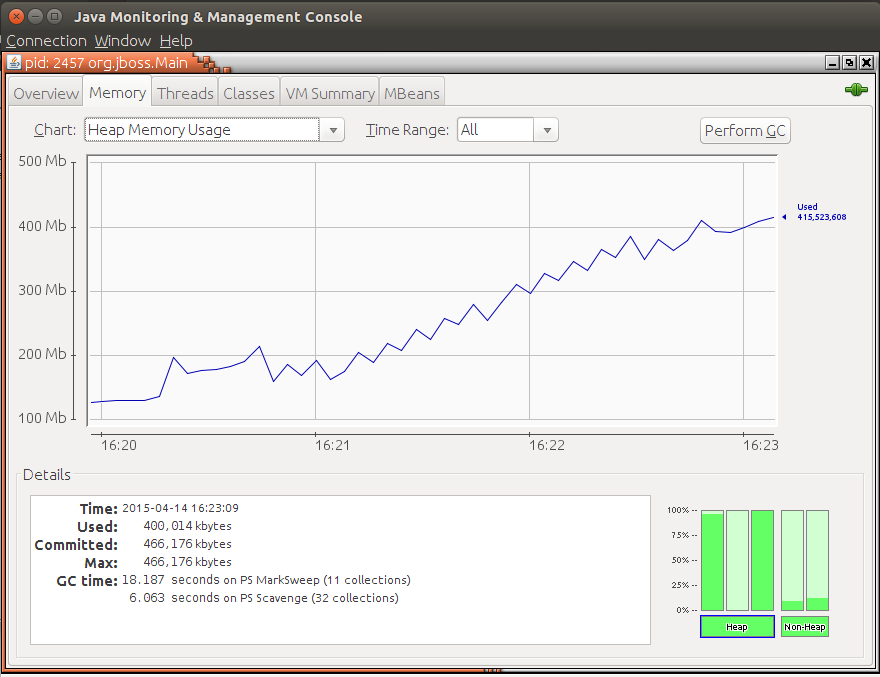 Java Monitoring & Management Console
Connection Window Help
pid: 2457 org.jboss.Main
Overview Memory Threads Classes VM Summary MBeans
Chart: Heap Memory Usage Time Range: All Perform GC
500 Mb
400 Mb
300 Mb
200 Mb
100 Mb
Used
415,523,608
16:20 16:21 16:22 16:23
Details
Time: 2015-04-14 16:23:09
Used: 400,014 kbytes
Committed: 466,176 kbytes
Max: 466,176 kbytes
GC time: 18.187 seconds on PS MarkSweep (11 collections)
6.063 seconds on PS Scavenge (32 collections)
100% --
75% --
50% --
25% --
0% --
Heap Non-Heap